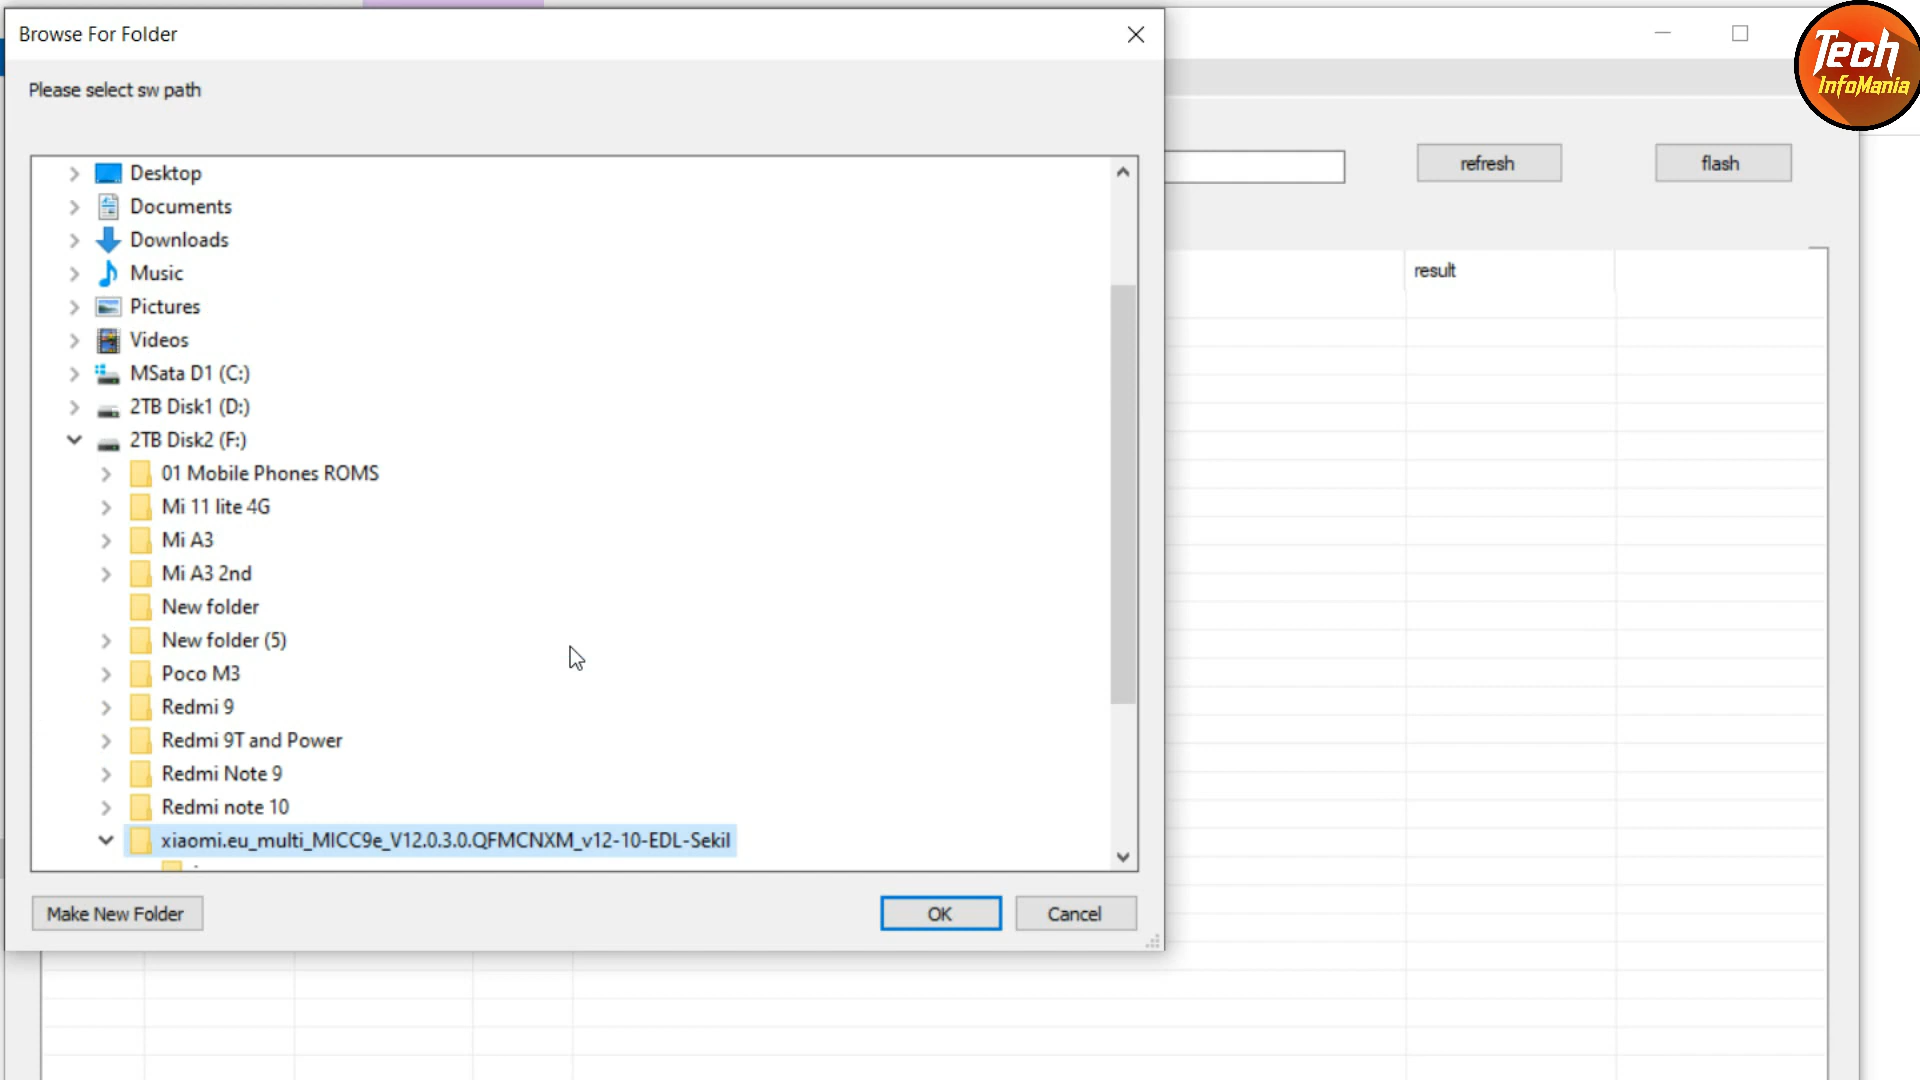 Browse For Folder
Please select sw path
Desktop
Documents
Downloads
Music
Pictures
Videos
MSata D1 (C:)
2TB Disk1 (D:)
2TB Disk2 (F:)
01 Mobile Phones ROMS
Mi 11 lite 4G
Mi A3
Mi A3 2nd
New folder
New folder (5)
Poco M3
Redmi 9
Redmi 9T and Power
Redmi Note 9
Redmi note 10
xiaomi.eu_multi_MICC9e_V12.0.3.0.QFMCNXM_v12-10-EDL-Sekil
Make New Folder
OK
Cancel
refresh
flash
result
Tech
InfoMania